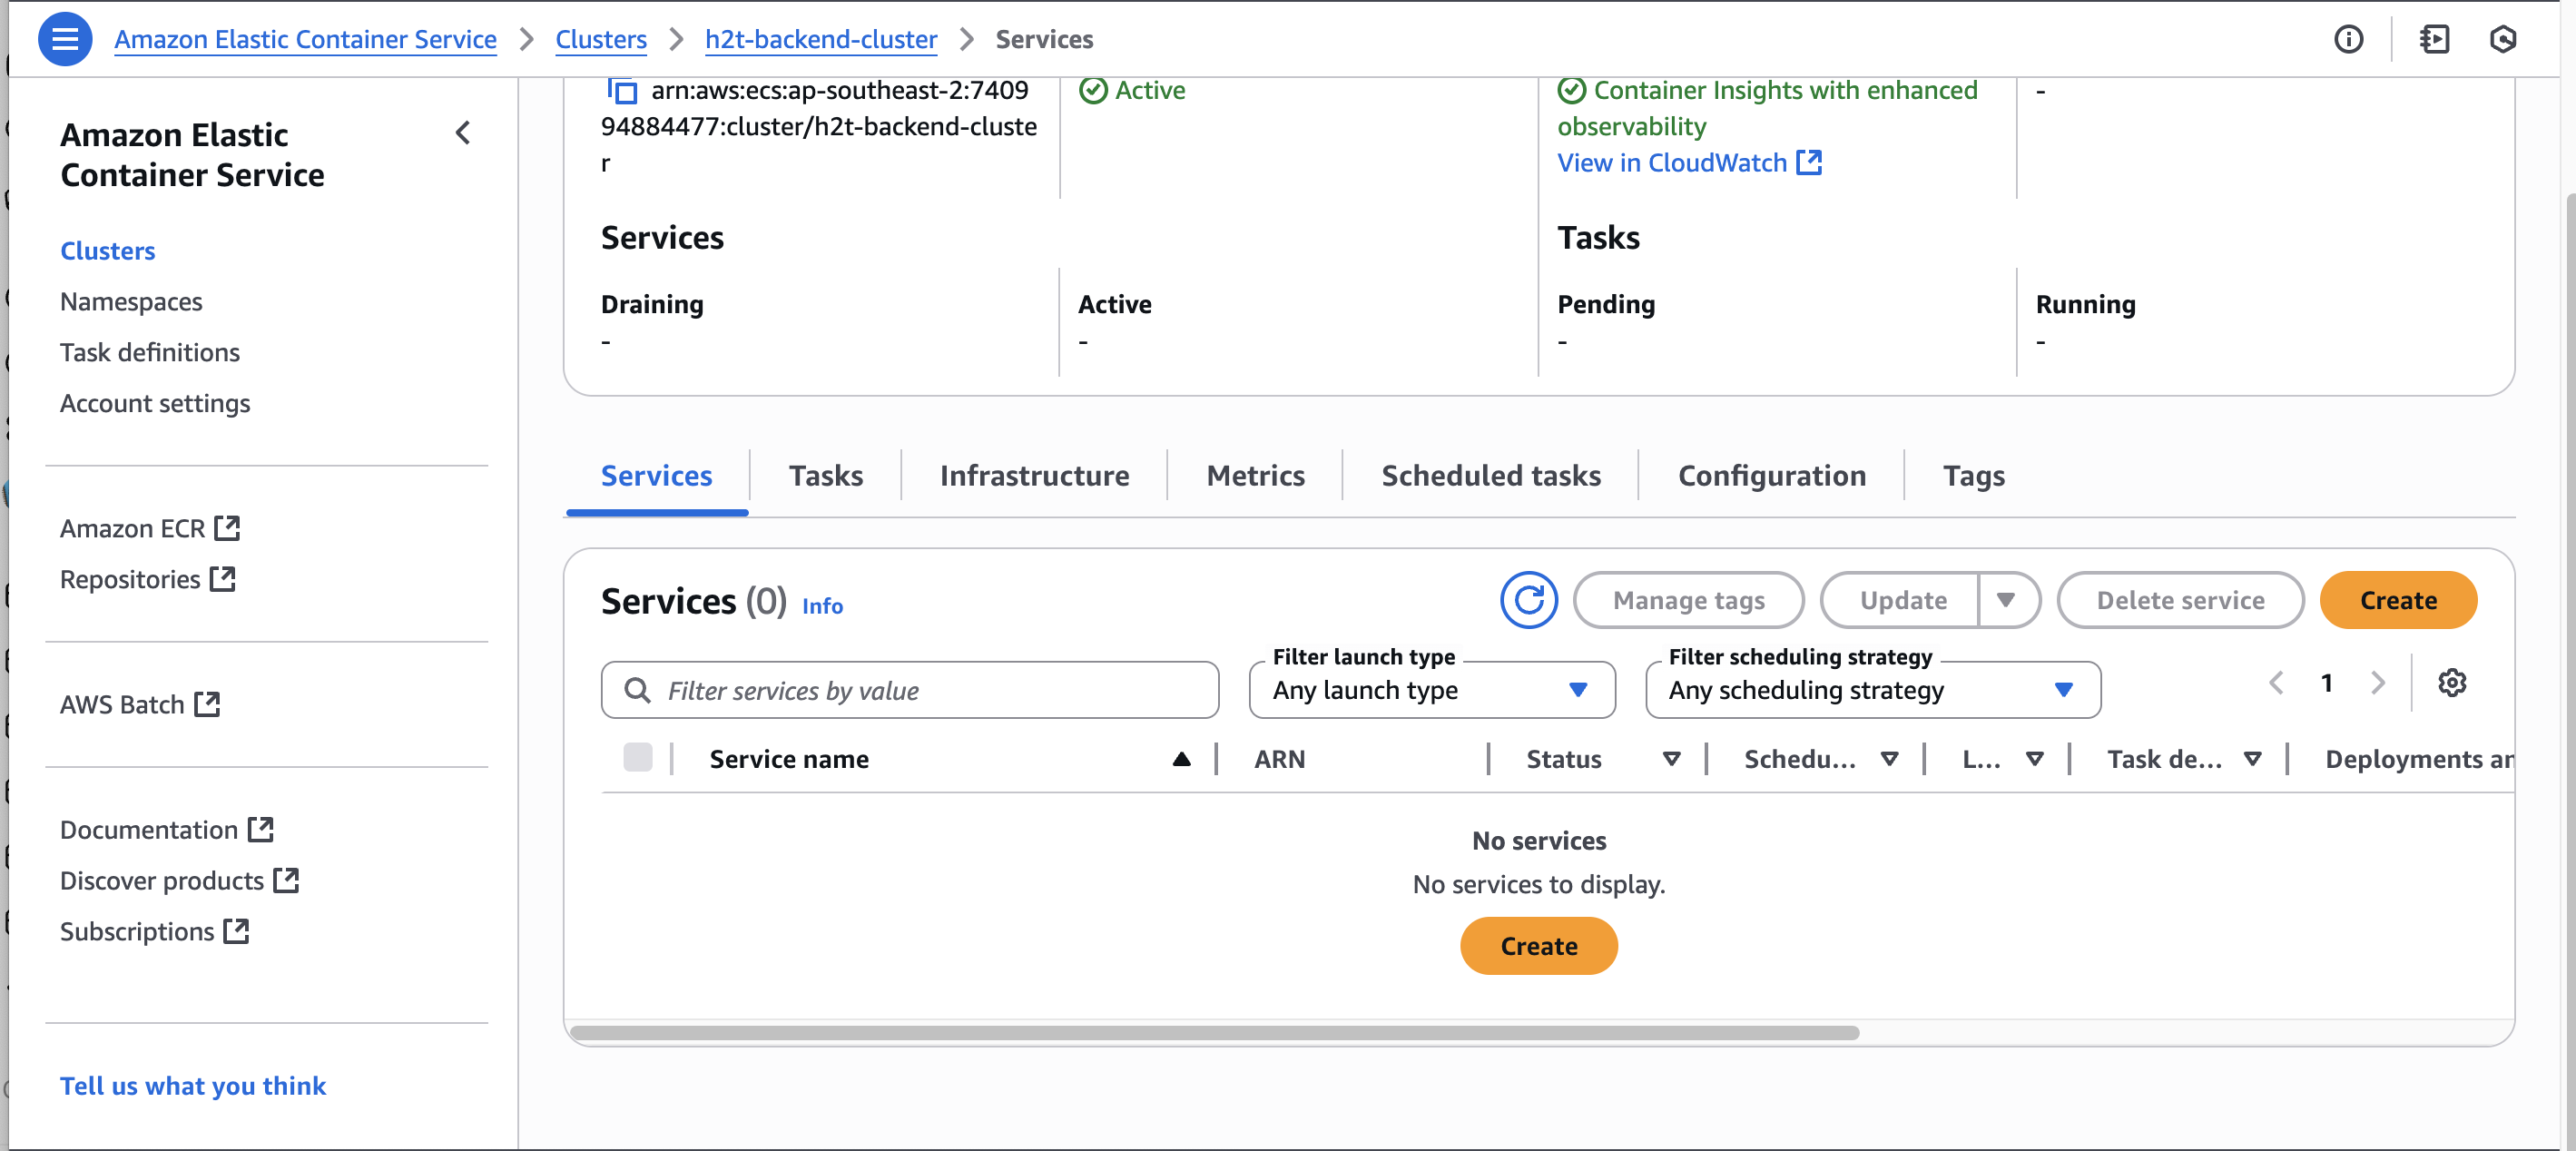 Amazon Elastic Container Service > Clusters > h2t-backend-cluster > Services
Amazon Elastic
Container Service
Clusters
Namespaces
Task definitions
Account settings
Amazon ECR
Repositories
AWS Batch
Documentation
Discover products
Subscriptions
Tell us what you think
arn:aws:ecs:ap-southeast-2:7409
94884477:cluster/h2t-backend-cluste
r
Active
Container Insights with enhanced
observability
View in CloudWatch
-
Services
Draining
-
Active
-
Tasks
Pending
-
Running
-
Services Tasks Infrastructure Metrics Scheduled tasks Configuration Tags
Services (0) Info
Manage tags Update Delete service Create
Filter services by value
Filter launch type
Any launch type
Filter scheduling strategy
Any scheduling strategy
1
Service name ARN Status Schedu... L... Task de... Deployments an
No services
No services to display.
Create